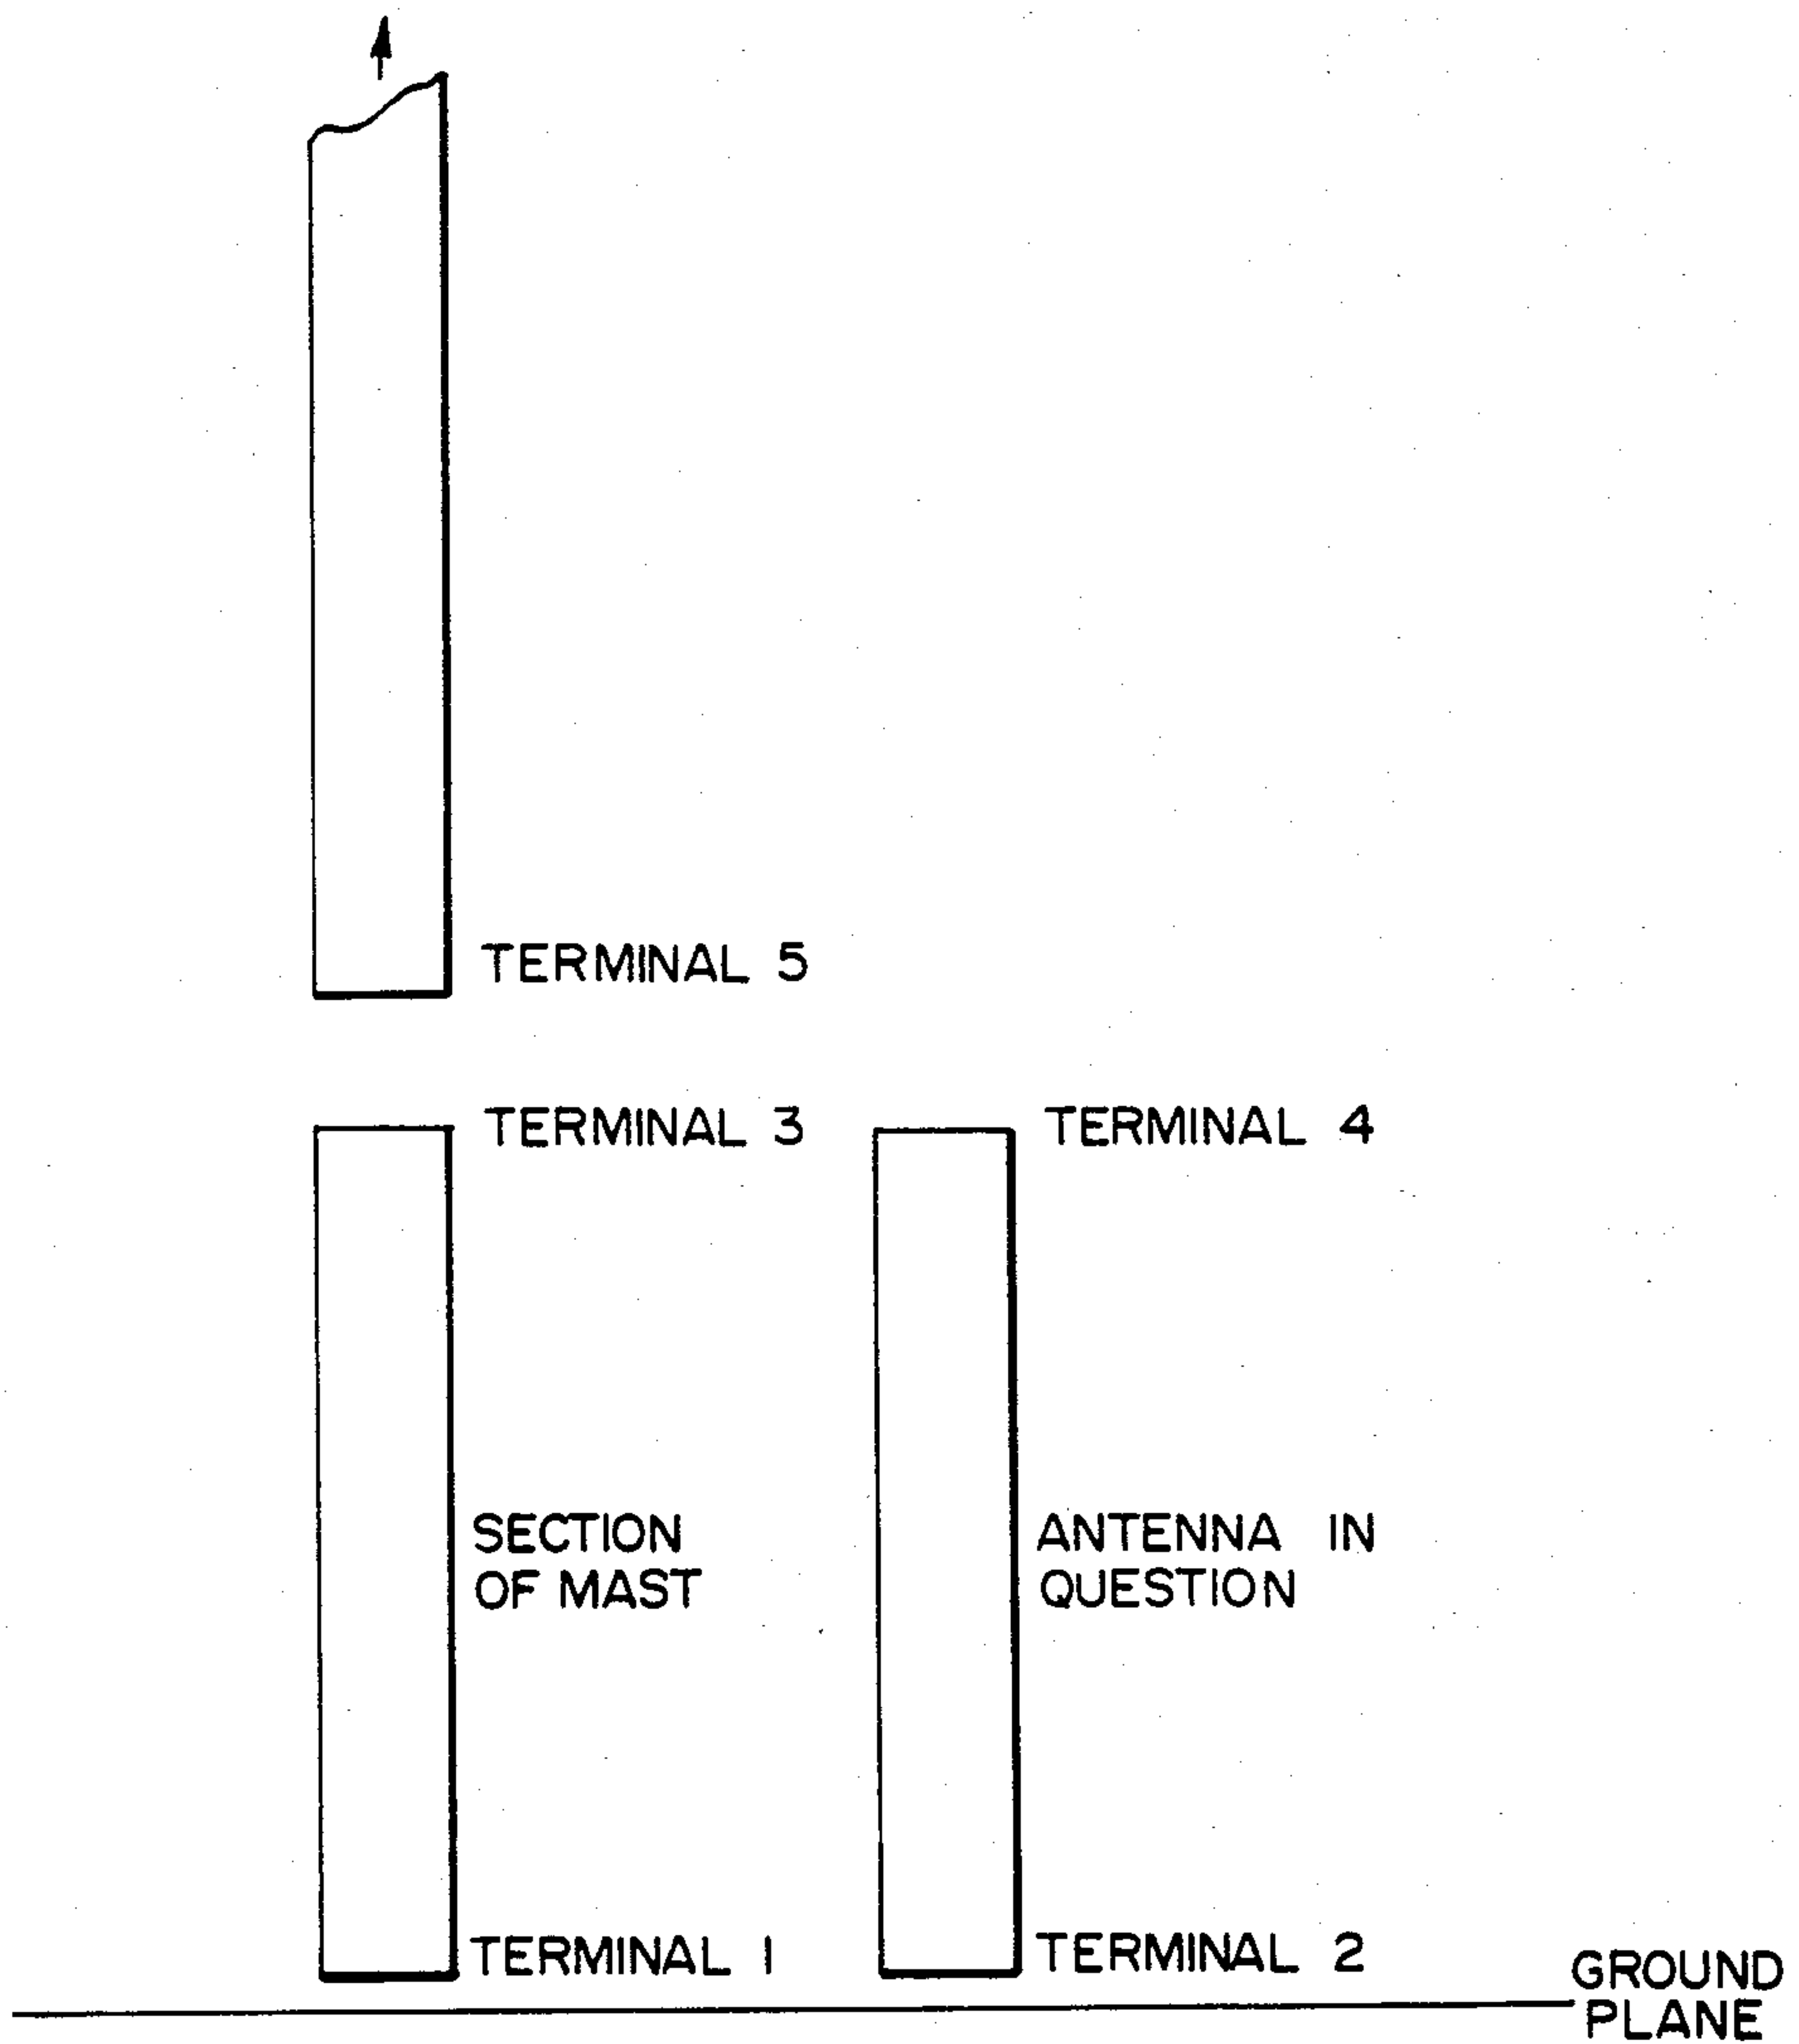 TERMINAL 5
TERMINAL 3
TERMINAL 4
SECTION
OF MAST
ANTENNA IN
QUESTION
TERMINAL 1
TERMINAL 2
GROUND
PLANE